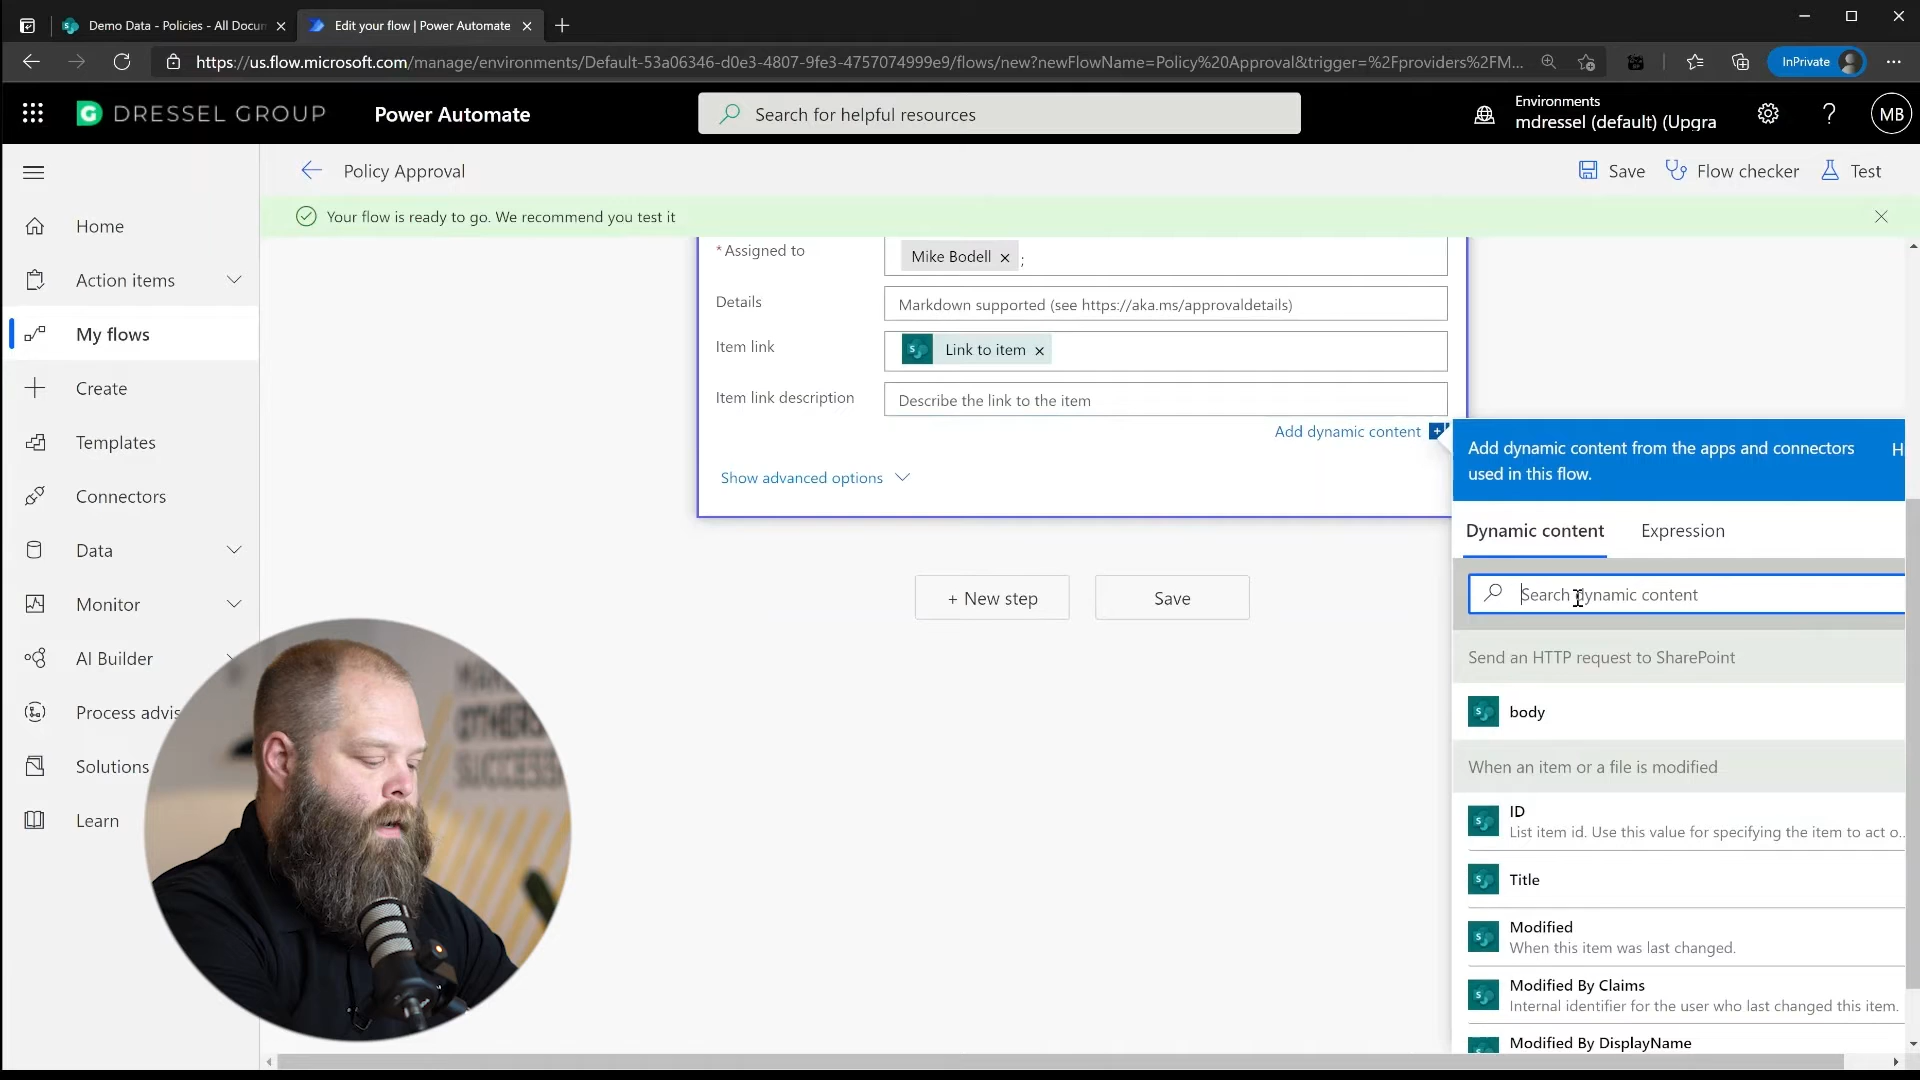 Demo Data - Policies - All Docun
Edit your flow | Power Automate
https://us.flow.microsoft.com/manage/environments/Default-53a06346-d0e3-4807-9fe3-4757074999e9/flows/new?newFlowName=Policy%20Approval&trigger=%2Fproviders%2FM...
InPrivate
DRESSEL GROUP
Power Automate
Search for helpful resources
Environments
mdressel (default) (Upgra
MB
Policy Approval
Save
Flow checker
Test
Your flow is ready to go. We recommend you test it
Home
Action items
My flows
Create
Templates
Connectors
Data
Monitor
AI Builder
Process advis
Solutions
Learn
*Assigned to
Mike Bodell ;
Details
Markdown supported (see https://aka.ms/approvaldetails)
Item link
Link to item
Item link description
Describe the link to the item
Add dynamic content
Show advanced options
+ New step
Save
Add dynamic content from the apps and connectors
used in this flow.
H
Dynamic content
Expression
Search dynamic content
Send an HTTP request to SharePoint
body
When an item or a file is modified
ID
List item id. Use this value for specifying the item to act o...
Title
Modified
When this item was last changed.
Modified By Claims
Internal identifier for the user who last changed this item.
Modified By DisplayName
OTHERS
SUCCESS